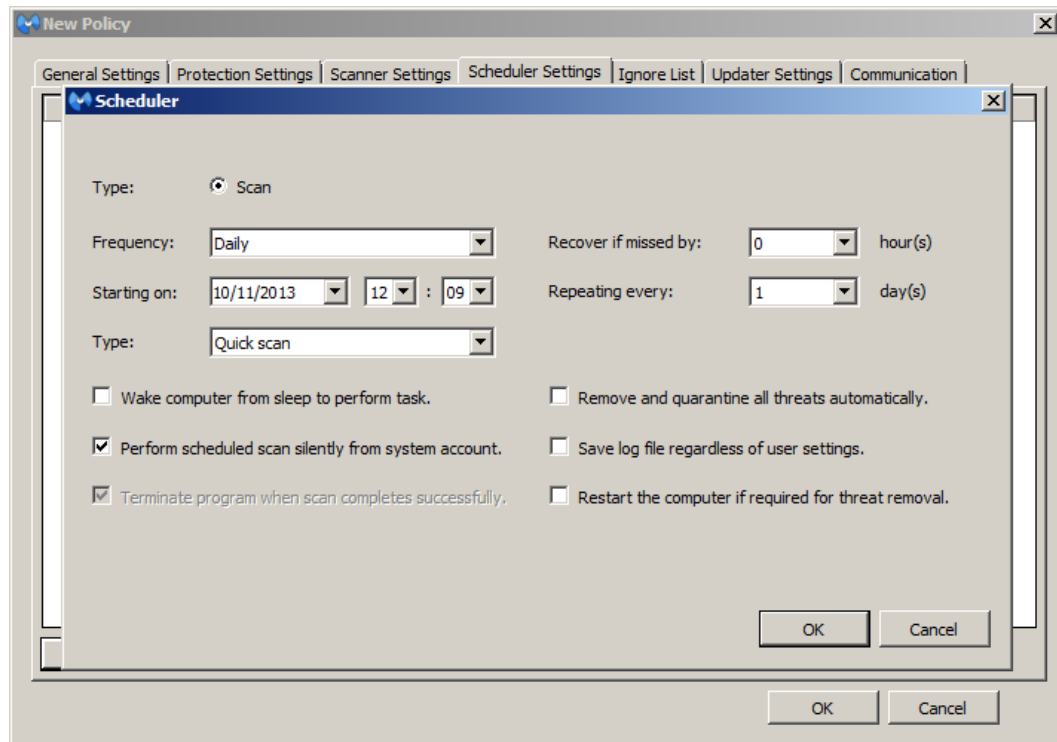 New Policy
General Settings Protection Settings Scanner Settings Scheduler Settings Ignore List Updater Settings Communication
Scheduler
Type: Scan
Frequency: Daily Recover if missed by: 0 hour(s)
Starting on: 10/11/2013 12 : 09 Repeating every: 1 day(s)
Type: Quick scan
Wake computer from sleep to perform task. Remove and quarantine all threats automatically.
Perform scheduled scan silently from system account. Save log file regardless of user settings.
Terminate program when scan completes successfully. Restart the computer if required for threat removal.
OK Cancel
OK Cancel